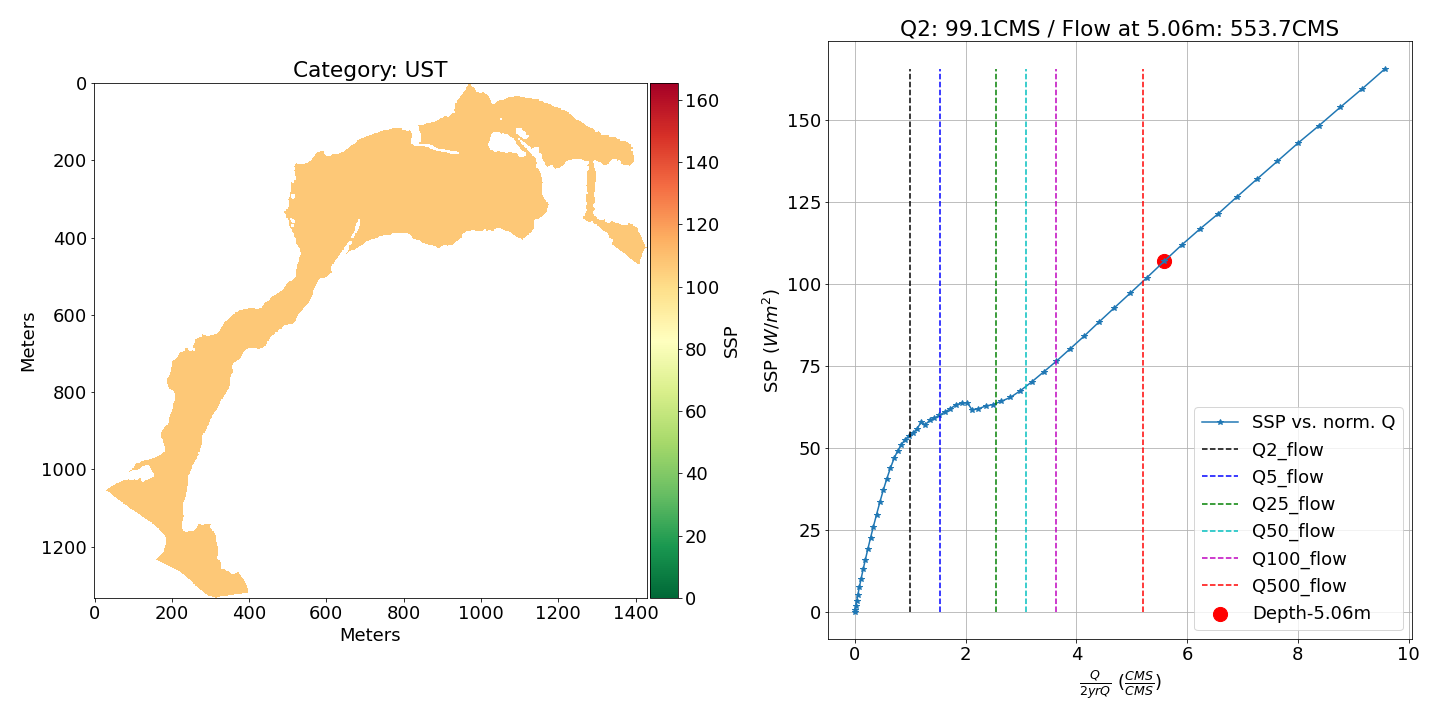 Category: UST
0
200
400
600
800
1000
1200
Meters
0
200
400
600
800
1000
1200
1400
Meters
160
140
120
100
80
60
40
20
0
SSP
Q2: 99.1CMS / Flow at 5.06m: 553.7CMS
150
125
100
75
50
25
0
SSP (W/m²)
0
2
4
6
8
10
Q/2yrQ (CMS/CMS)
SSP vs. norm. Q
Q2_flow
Q5_flow
Q25_flow
Q50_flow
Q100_flow
Q500_flow
Depth-5.06m